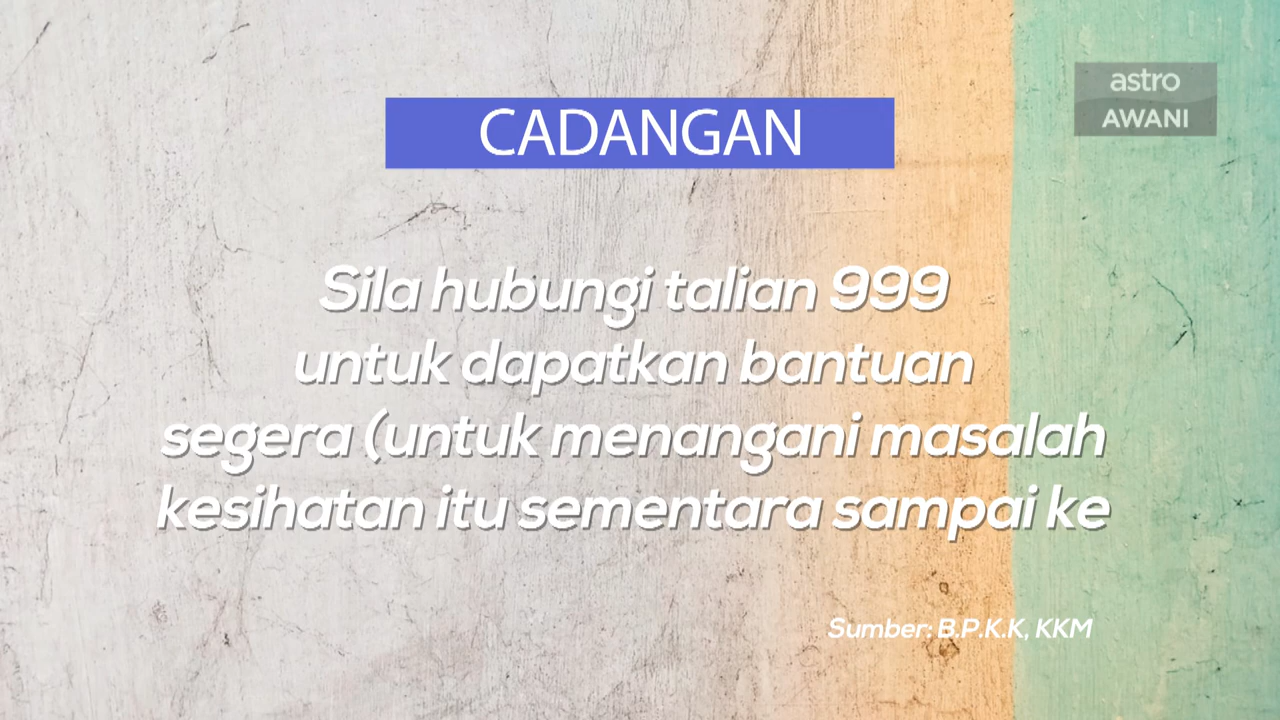 astro
AWANI
CADANGAN
Sila hubungi talian 999
untuk dapatkan bantuan
segera (untuk menangani masalah
kesihatan itu sementara sampai ke
Sumber: B.P.K.K, KKM